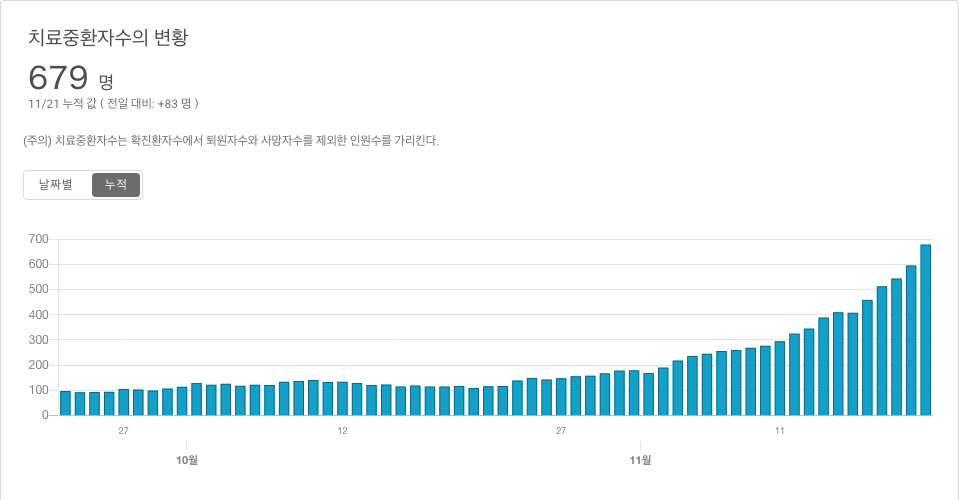 치료중환자수의 변황
679 명
11/21 누적 값 ( 전일 대비: +83 명 )
(주의) 치료중환자수는 확진환자수에서 퇴원자수와 사망자수를 제외한 인원수를 가리킨다.
날짜별 누적
700
600
500
400
300
200
100
0
27 12 27 11
10월 11월